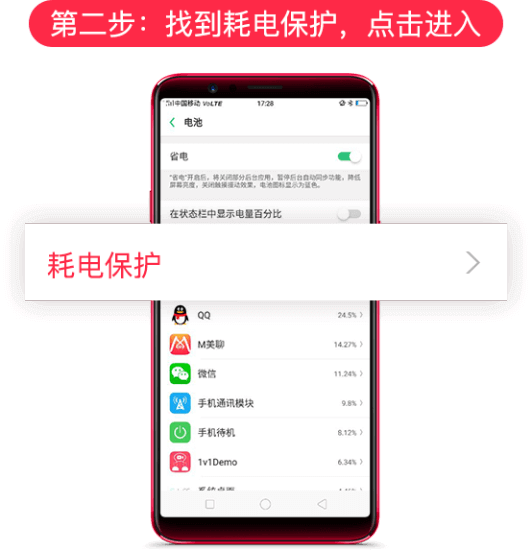 第二步：找到耗电保护，点击进入
中国移动 VoLTE 17:28
电池
省电
“省电”开启后，将关闭部分后台应用，暂停后台自动同步功能，降低
屏幕亮度，关闭触摸振动效果。电池图标显示为蓝色。
在状态栏中显示电量百分比
耗电保护
QQ 24.5%
M美聊 14.27%
微信 11.24%
手机通讯模块 9.8%
手机待机 8.12%
1v1Demo 6.34%